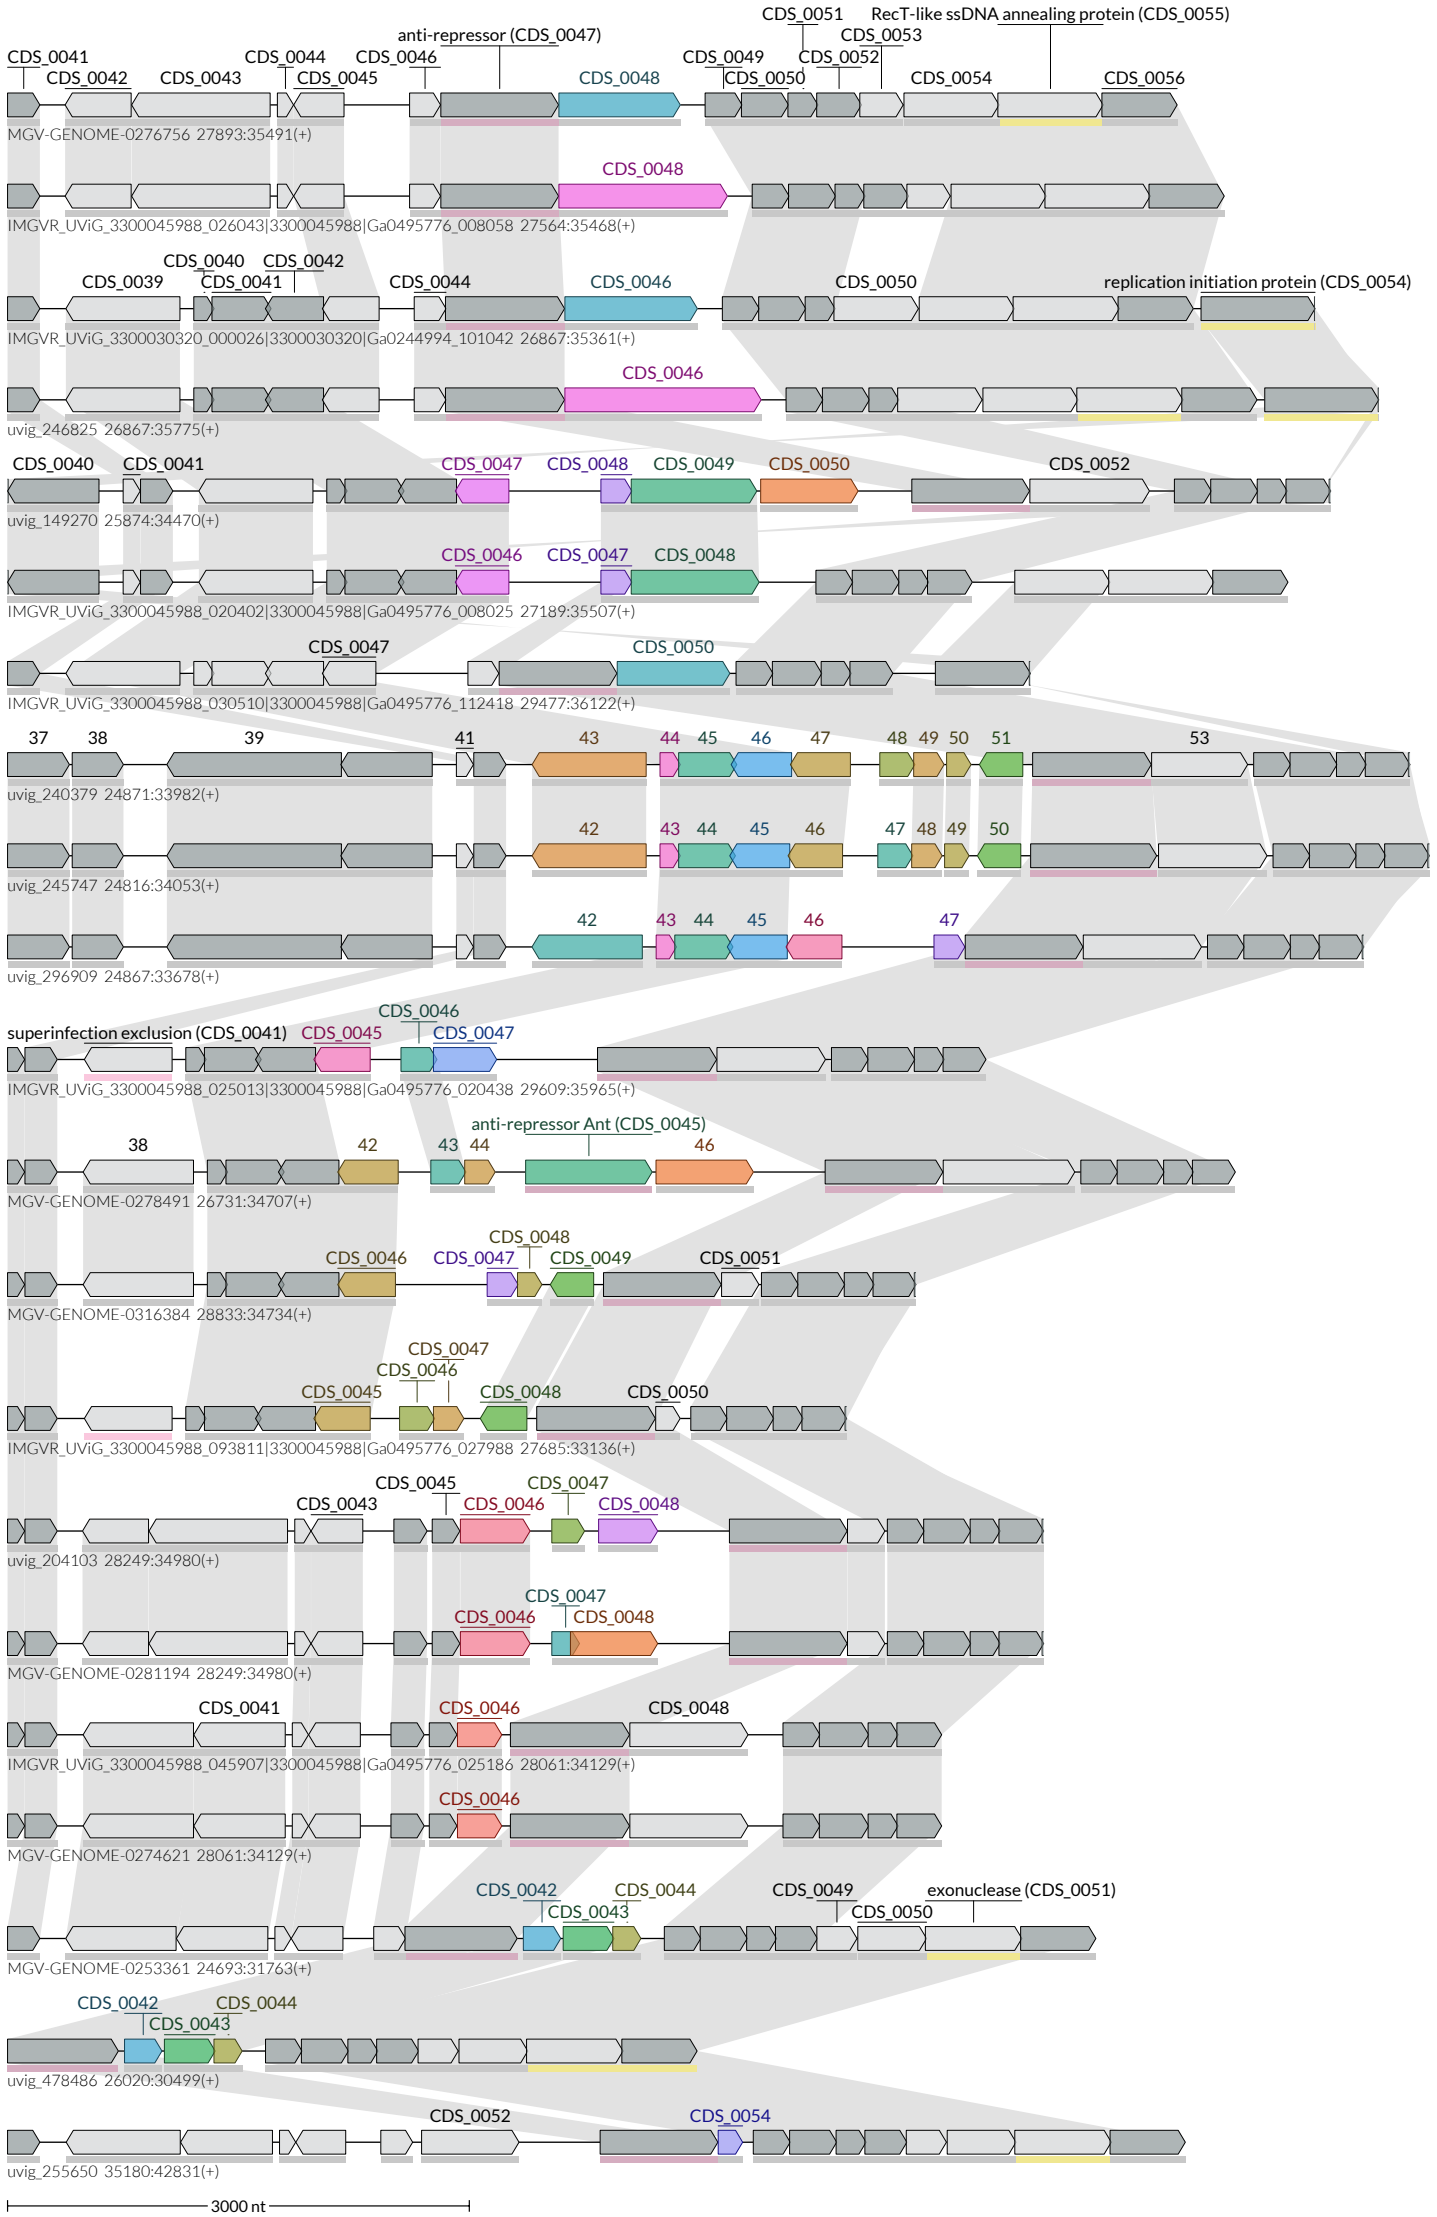 CDS_0051 RecT-like ssDNA annealing protein (CDS_0055)
anti-repressor (CDS_0047) CDS_0053
CDS_0041 CDS_0044 CDS_0046 CDS_0049 CDS_0052
CDS_0042 CDS_0043 CDS_0045 CDS_0048 CDS_0050 CDS_0054 CDS_0056
MGV-GENOME-0276756 27893:35491(+)
CDS_0048
IMGVR_UViG_3300045988_026043|3300045988|Ga0495776_008058 27564:35468(+)
CDS_0040 CDS_0042
CDS_0039 CDS_0041 CDS_0044 CDS_0046 CDS_0050 replication initiation protein (CDS_0054)
IMGVR_UViG_3300030320_000026|3300030320|Ga0244994_101042 26867:35361(+)
CDS_0046
uvig_246825 26867:35775(+)
CDS_0040 CDS_0041 CDS_0047 CDS_0048 CDS_0049 CDS_0050 CDS_0052
uvig_149270 25874:34470(+)
CDS_0046 CDS_0047 CDS_0048
IMGVR_UViG_3300045988_020402|3300045988|Ga0495776_008025 27189:35507(+)
CDS_0047 CDS_0050
IMGVR_UViG_3300045988_030510|3300045988|Ga0495776_112418 29477:36122(+)
37 38 39 41 43 44 45 46 47 48 49 50 51 53
uvig_240379 24871:33982(+)
42 43 44 45 46 47 48 49 50
uvig_245747 24816:34053(+)
42 43 44 45 46 47
uvig_296909 24867:33678(+)
CDS_0046
superinfection exclusion (CDS_0041) CDS_0045 CDS_0047
IMGVR_UViG_3300045988_025013|3300045988|Ga0495776_020438 29609:35965(+)
anti-repressor Ant (CDS_0045)
38 42 43 44 46
MGV-GENOME-0278491 26731:34707(+)
CDS_0048
CDS_0046 CDS_0047 CDS_0049 CDS_0051
MGV-GENOME-0316384 28833:34734(+)
CDS_0047
CDS_0046
CDS_0045 CDS_0048 CDS_0050
IMGVR_UViG_3300045988_093811|3300045988|Ga0495776_027988 27685:33136(+)
CDS_0045 CDS_0047
CDS_0043 CDS_0046 CDS_0048
uvig_204103 28249:34980(+)
CDS_0047
CDS_0046 CDS_0048
MGV-GENOME-0281194 28249:34980(+)
CDS_0041 CDS_0046 CDS_0048
IMGVR_UViG_3300045988_045907|3300045988|Ga0495776_025186 28061:34129(+)
CDS_0046
MGV-GENOME-0274621 28061:34129(+)
CDS_0042 CDS_0044 CDS_0049 exonuclease (CDS_0051)
CDS_0043 CDS_0050
MGV-GENOME-0253361 24693:31763(+)
CDS_0042 CDS_0044
CDS_0043
uvig_478486 26020:30499(+)
CDS_0052 CDS_0054
uvig_255650 35180:42831(+)
3000 nt